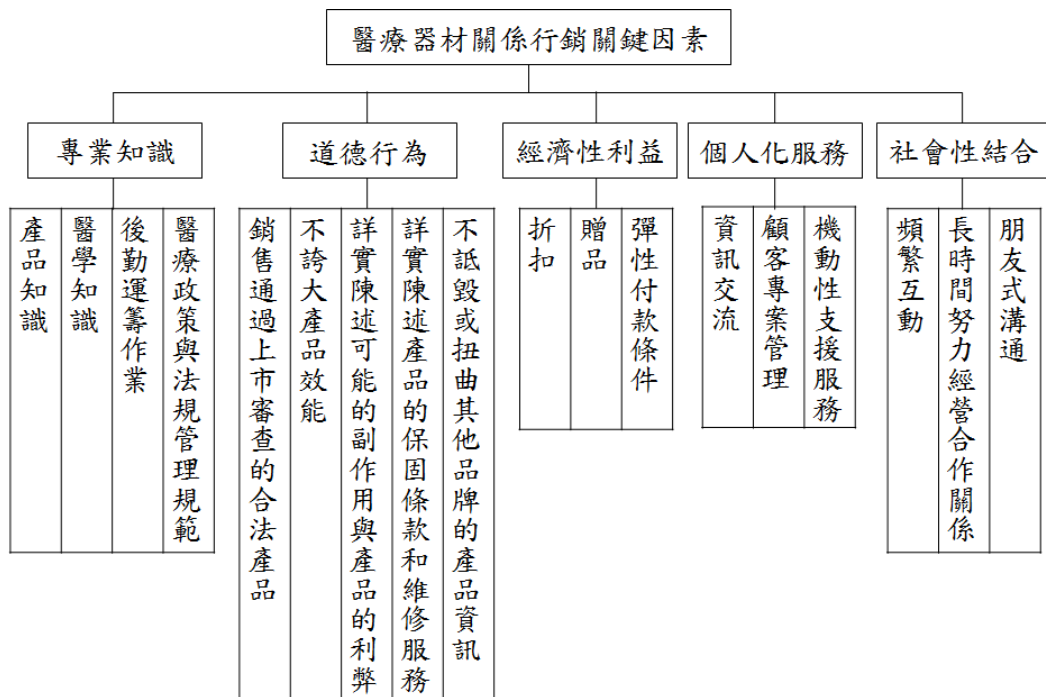 醫療器材關係行銷關鍵因素
專業知識
道德行為
經濟性利益
個人化服務
社會性結合
產品知識
醫學知識
後勤運籌作業
醫療政策與法規管理規範
銷售通過上市審查的合法產品
不誇大產品效能
詳實陳述可能的副作用與產品的利弊
詳實陳述產品的保固條款和維修服務
不詆毀或扭曲其他品牌的產品資訊
折扣
贈品
彈性付款條件
資訊交流
顧客專案管理
機動性支援服務
頻繁互動
長時間努力經營合作關係
朋友式溝通